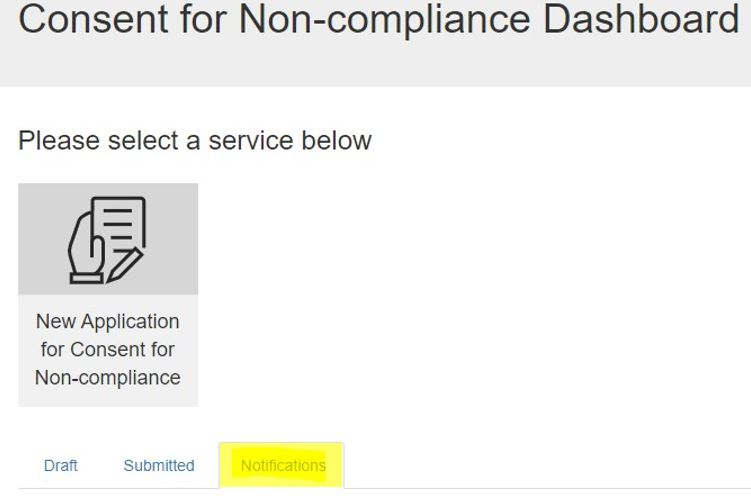 Consent for Non-compliance Dashboard
Please select a service below
New Application
for Consent for
Non-compliance
Draft Submitted Notifications